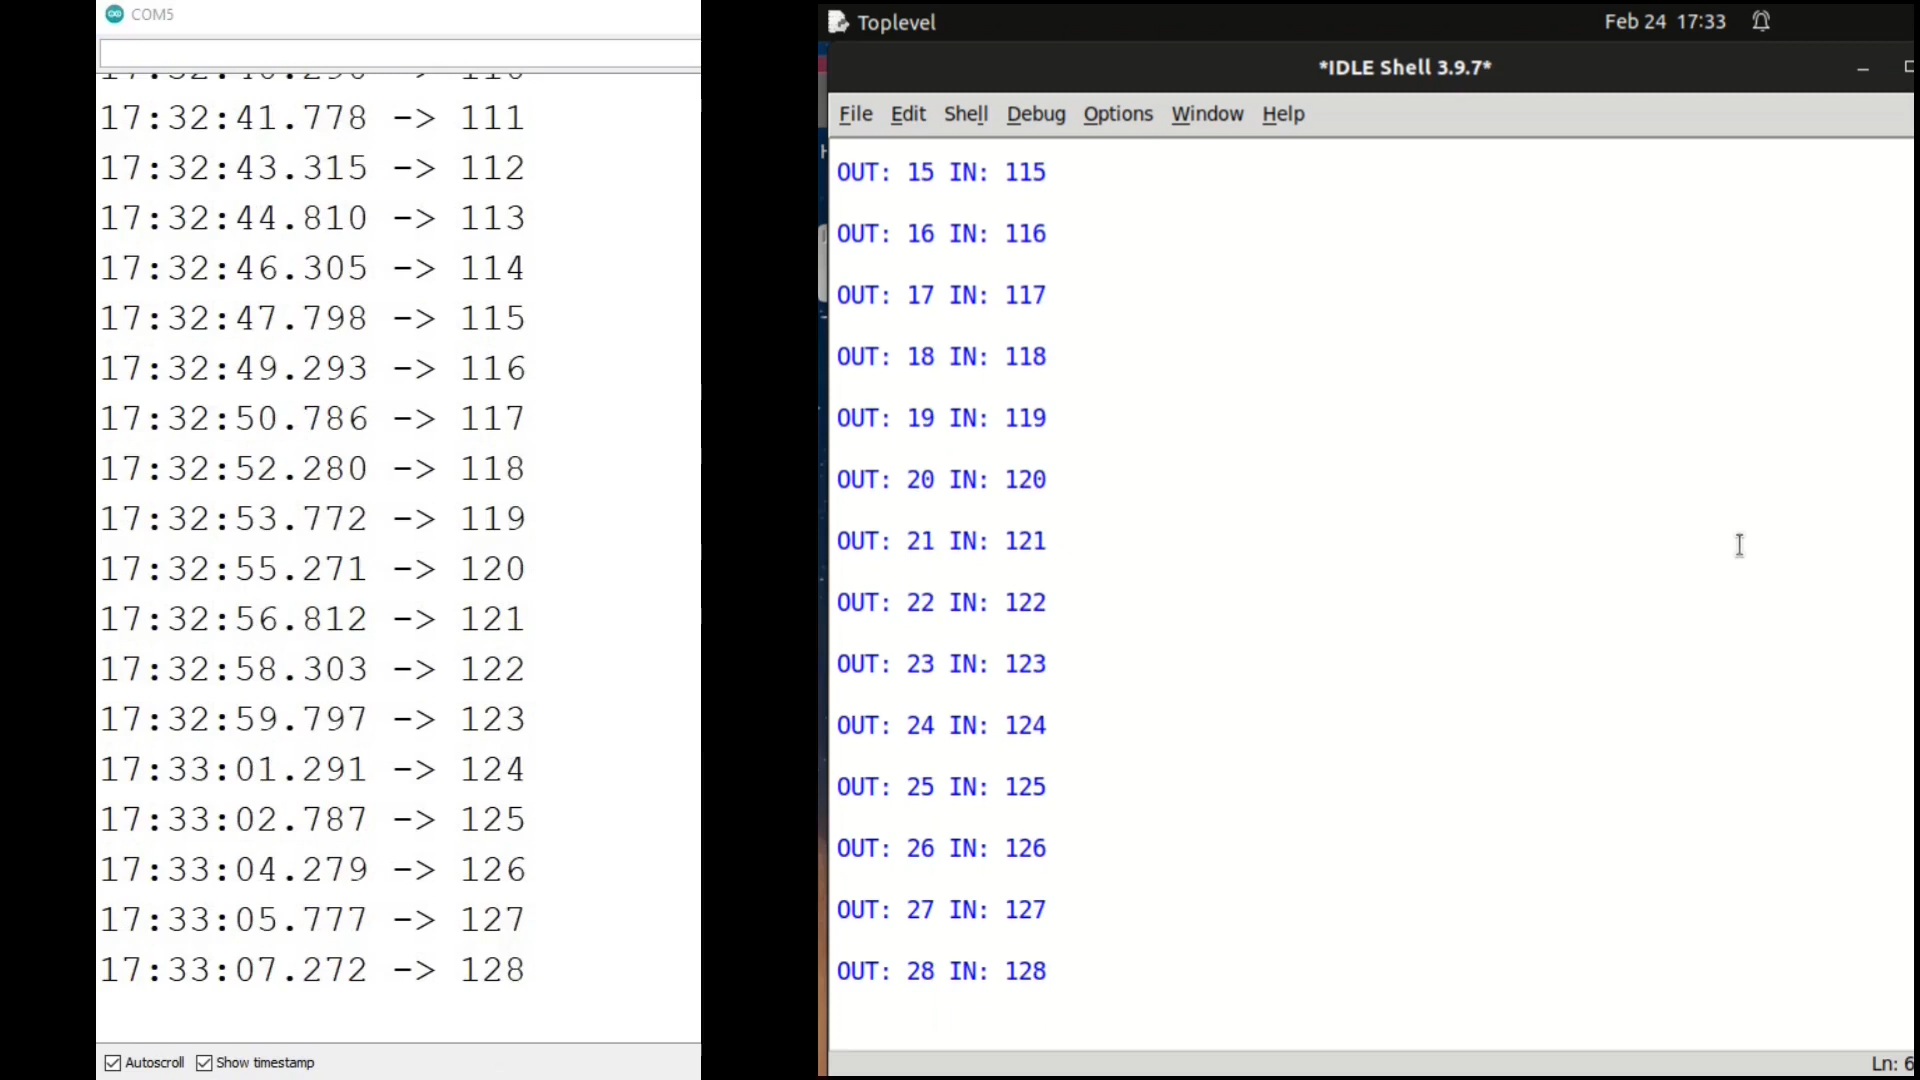 COM5
17:32:41.778 -> 111
17:32:43.315 -> 112
17:32:44.810 -> 113
17:32:46.305 -> 114
17:32:47.798 -> 115
17:32:49.293 -> 116
17:32:50.786 -> 117
17:32:52.280 -> 118
17:32:53.772 -> 119
17:32:55.271 -> 120
17:32:56.812 -> 121
17:32:58.303 -> 122
17:32:59.797 -> 123
17:33:01.291 -> 124
17:33:02.787 -> 125
17:33:04.279 -> 126
17:33:05.777 -> 127
17:33:07.272 -> 128
Autoscroll Show timestamp
Toplevel Feb 24 17:33
*IDLE Shell 3.9.7*
File Edit Shell Debug Options Window Help
OUT: 15 IN: 115
OUT: 16 IN: 116
OUT: 17 IN: 117
OUT: 18 IN: 118
OUT: 19 IN: 119
OUT: 20 IN: 120
OUT: 21 IN: 121
OUT: 22 IN: 122
OUT: 23 IN: 123
OUT: 24 IN: 124
OUT: 25 IN: 125
OUT: 26 IN: 126
OUT: 27 IN: 127
OUT: 28 IN: 128
Ln: 6